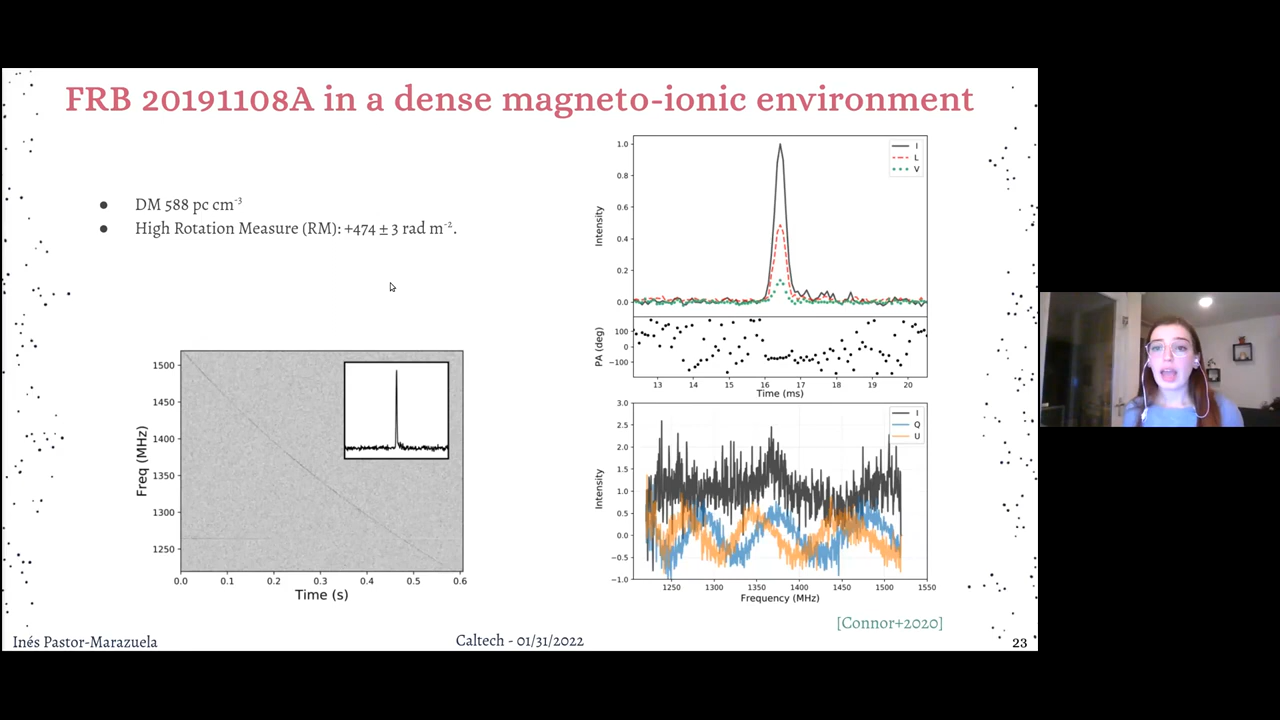 FRB 20191108A in a dense magneto-ionic environment
● DM 588 pc cm⁻³
● High Rotation Measure (RM): +474 ± 3 rad m⁻².
Freq (MHz)
1500
1450
1400
1350
1300
1250
0.0 0.1 0.2 0.3 0.4 0.5 0.6
Time (s)
I
L
V
Intensity
1.0
0.8
0.6
0.4
0.2
0.0
PA (deg)
100
0
−100
13 14 15 16 17 18 19 20
Time (ms)
I
Q
U
Intensity
3.0
2.5
2.0
1.5
1.0
0.5
0.0
−0.5
−1.0
1250 1300 1350 1400 1450 1500 1550
Frequency (MHz)
[Connor+2020]
Inés Pastor-Marazuela
Caltech - 01/31/2022
23